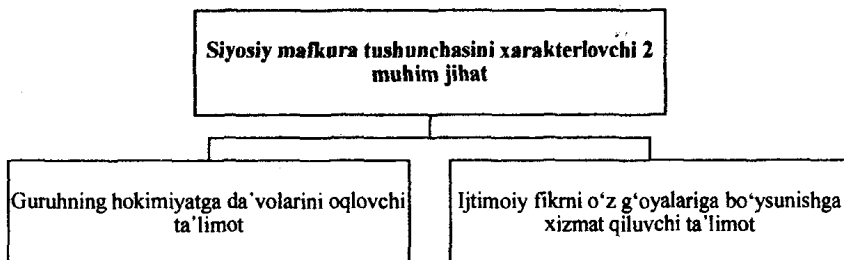 Siyosiy mafkura tushunchasini xarakterlovchi 2
muhim jihat
Guruhning hokimiyatga da’volarini oqlovchi
ta’limot
Ijtimoiy fikrni o‘z g‘oyalariga bo‘ysunishga
xizmat qiluvchi ta’limot